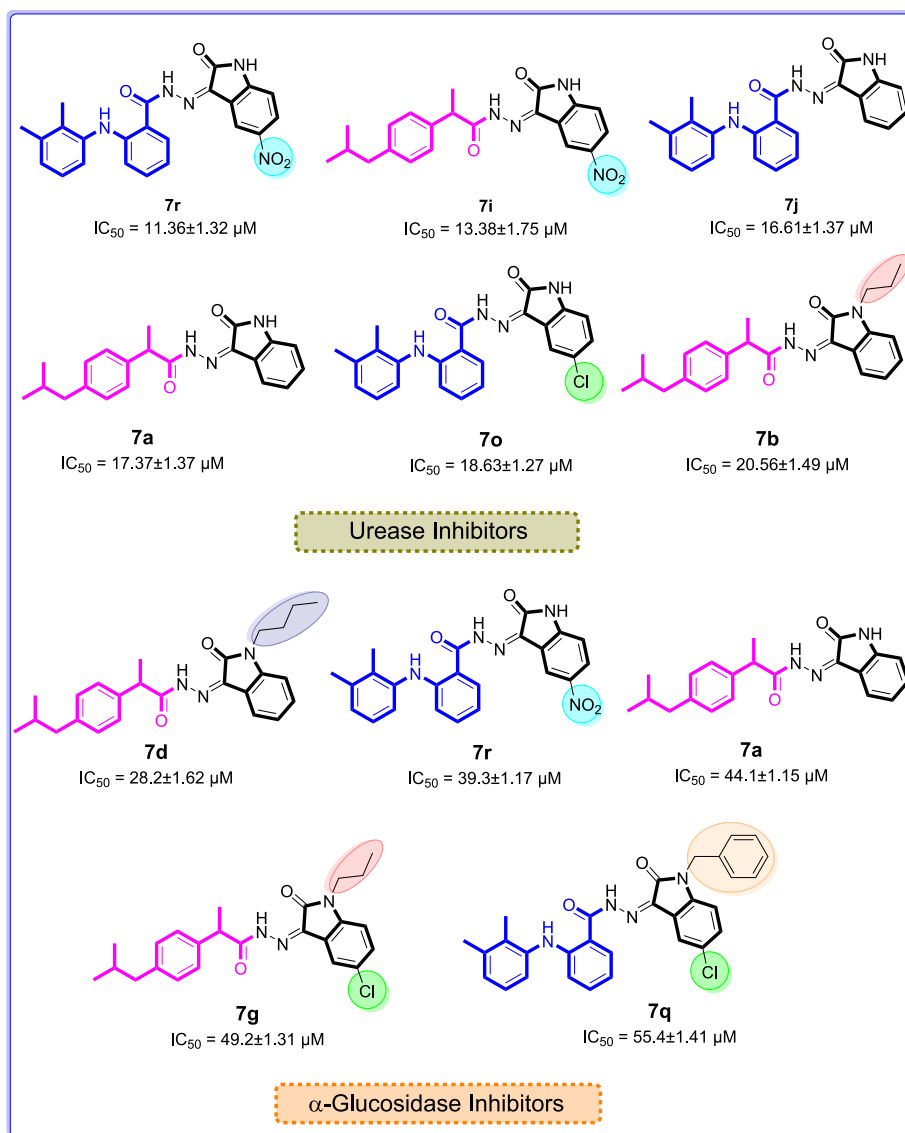 O
NH
H
O
N
N
H
N
NO₂
7r
IC₅₀ = 11.36±1.32 µM
O
NH
H
N
N
O
NO₂
7i
IC₅₀ = 13.38±1.75 µM
O
NH
H
O
N
N
H
N
7j
IC₅₀ = 16.61±1.37 µM
O
NH
H
N
N
O
7a
IC₅₀ = 17.37±1.37 µM
O
NH
H
O
N
N
H
N
Cl
7o
IC₅₀ = 18.63±1.27 µM
O
N
H
N
N
O
7b
IC₅₀ = 20.56±1.49 µM
Urease Inhibitors
O
N
H
N
N
O
7d
IC₅₀ = 28.2±1.62 µM
O
NH
H
O
N
N
H
N
NO₂
7r
IC₅₀ = 39.3±1.17 µM
O
NH
H
N
N
O
7a
IC₅₀ = 44.1±1.15 µM
O
N
H
N
N
O
Cl
7g
IC₅₀ = 49.2±1.31 µM
O
N
H
O
N
N
H
N
Cl
7q
IC₅₀ = 55.4±1.41 µM
α-Glucosidase Inhibitors